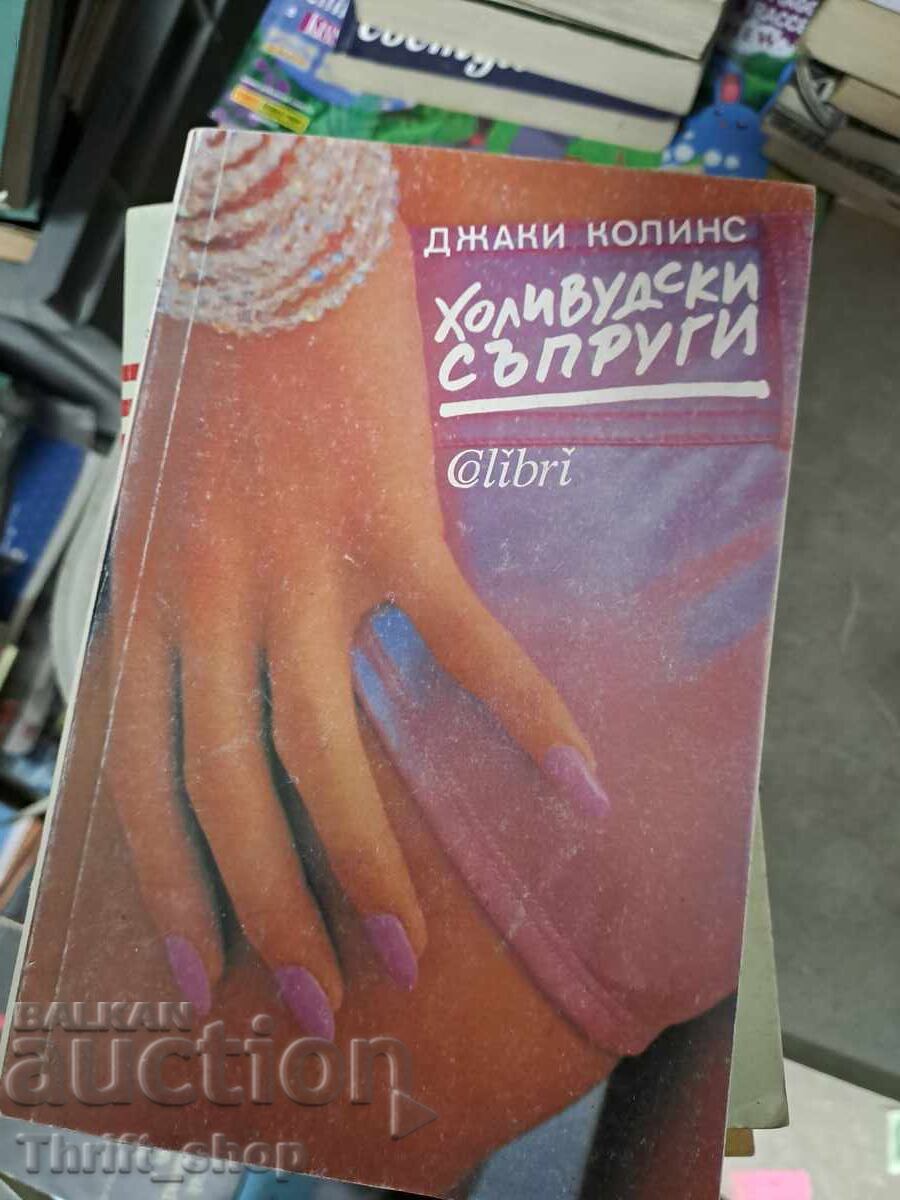 ДЖАКИ КОЛИНС
ХОЛИВУДСКИ
СЪПРУГИ
Colibri
BALKAN
auction
Thrift_shop